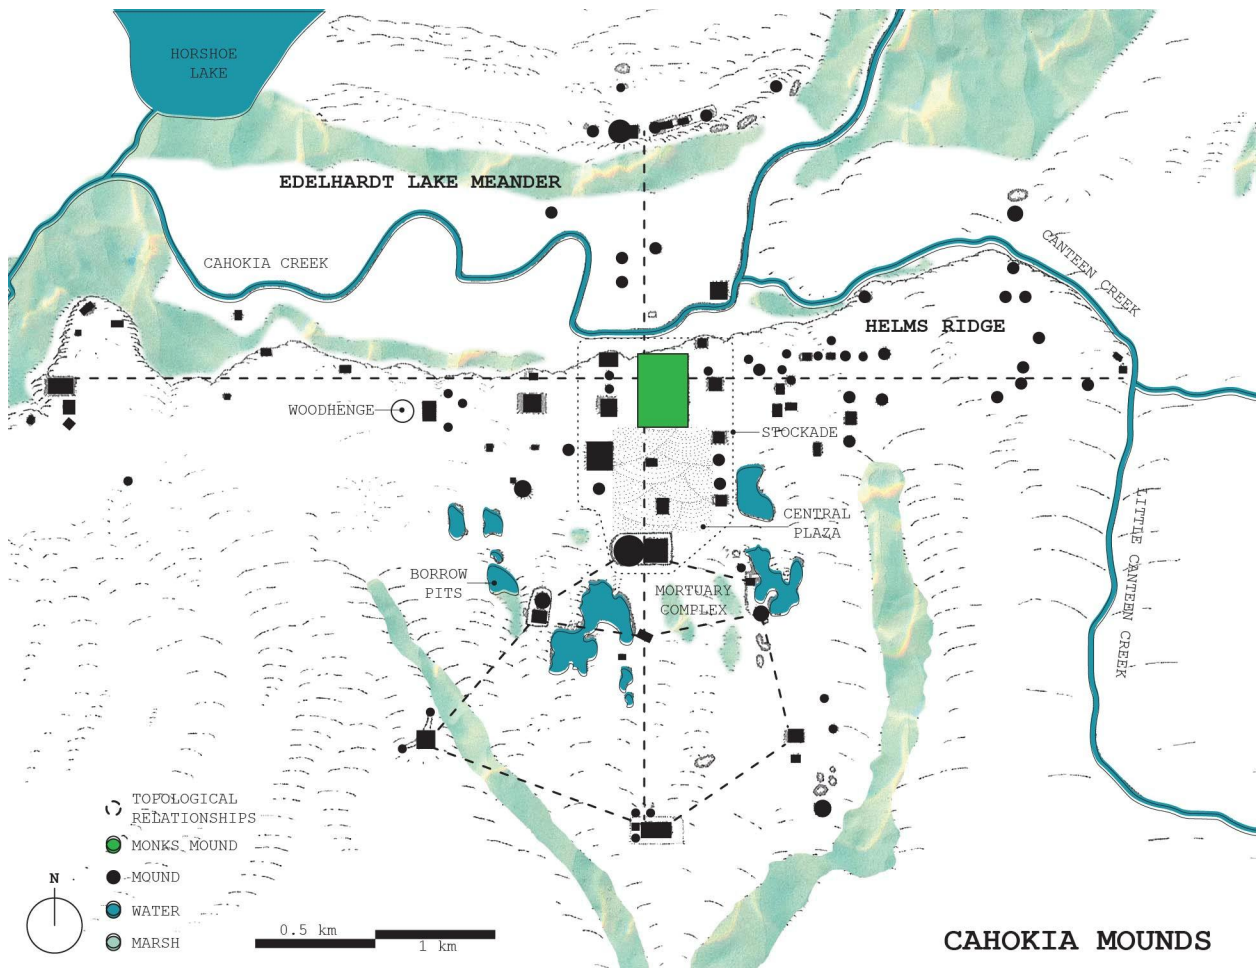 HORSHOE
LAKE
EDELHARDT LAKE MEANDER
CAHOKIA CREEK
CANTEEN CREEK
HELMS RIDGE
WOODHENGE
STOCKADE
CENTRAL
PLAZA
LITTLE CANTEEN CREEK
BORROW
PITS
MORTUARY
COMPLEX
TOPOLOGICAL
RELATIONSHIPS
MONKS MOUND
MOUND
WATER
MARSH
N
0.5 km
1 km
CAHOKIA MOUNDS